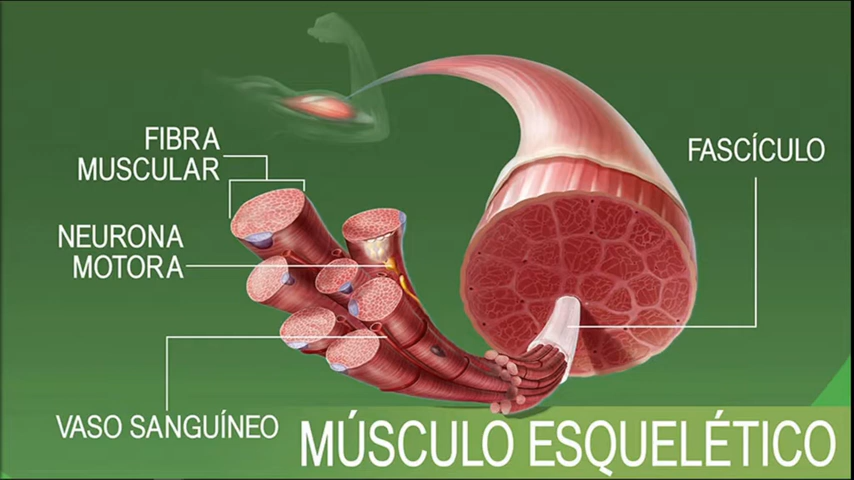 FIBRA
MUSCULAR
FASCÍCULO
NEURONA
MOTORA
VASO SANGUÍNEO
MÚSCULO ESQUELÉTICO